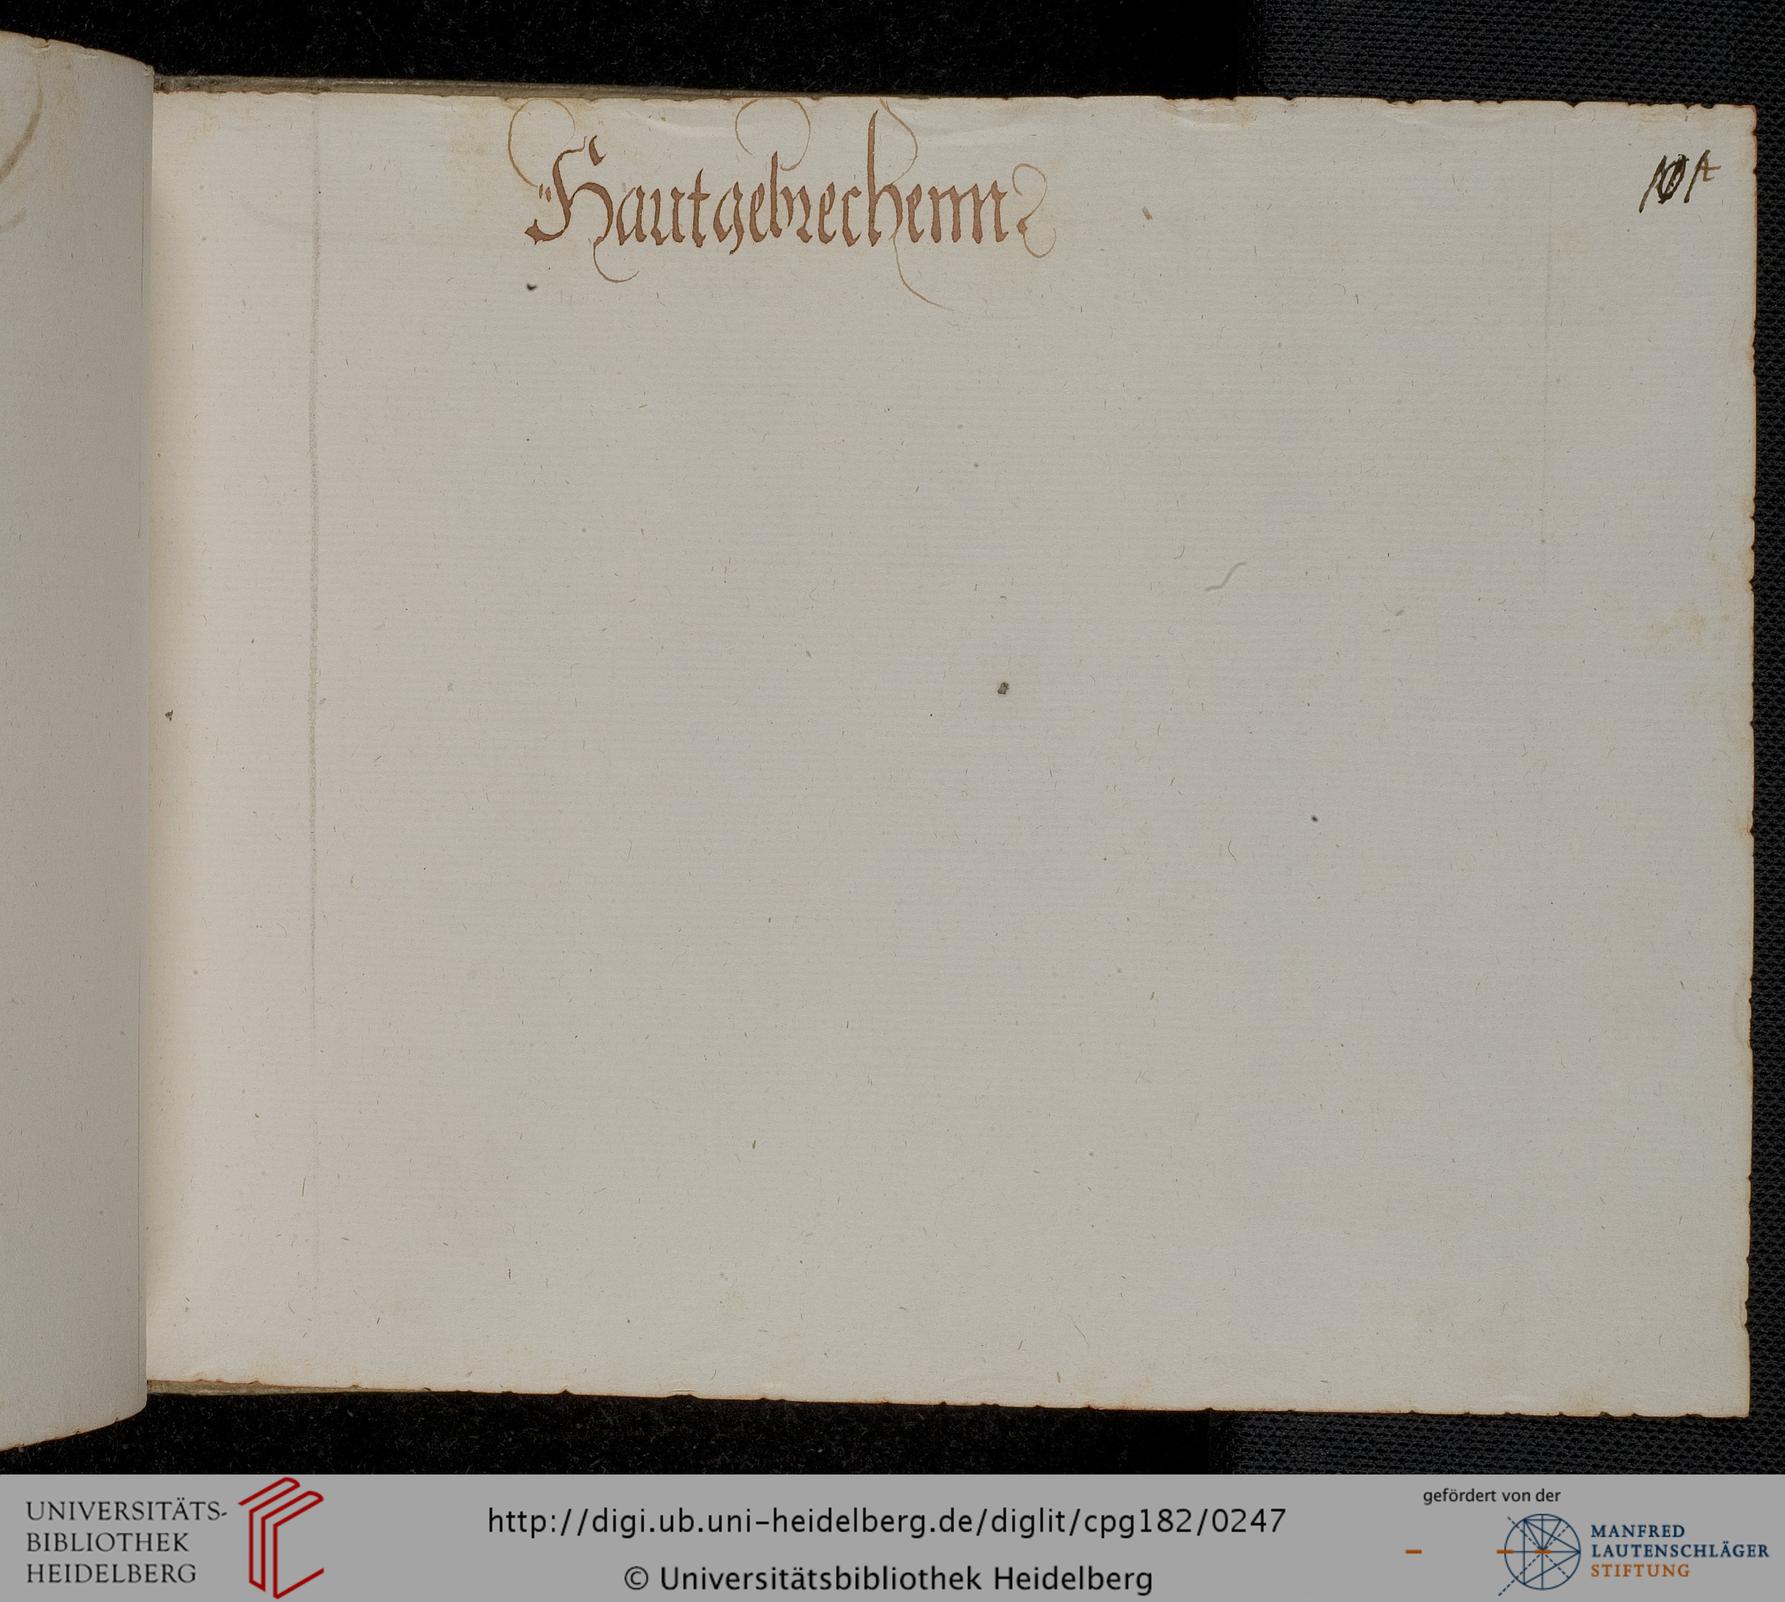 Hautgebrechenn
UNIVERSITÄTS-
BIBLIOTHEK
HEIDELBERG
http://digi.ub.uni-heidelberg.de/diglit/cpg182/0247
© Universitätsbibliothek Heidelberg
gefördert von der
MANFRED
LAUTENSCHLÄGER
STIFTUNG